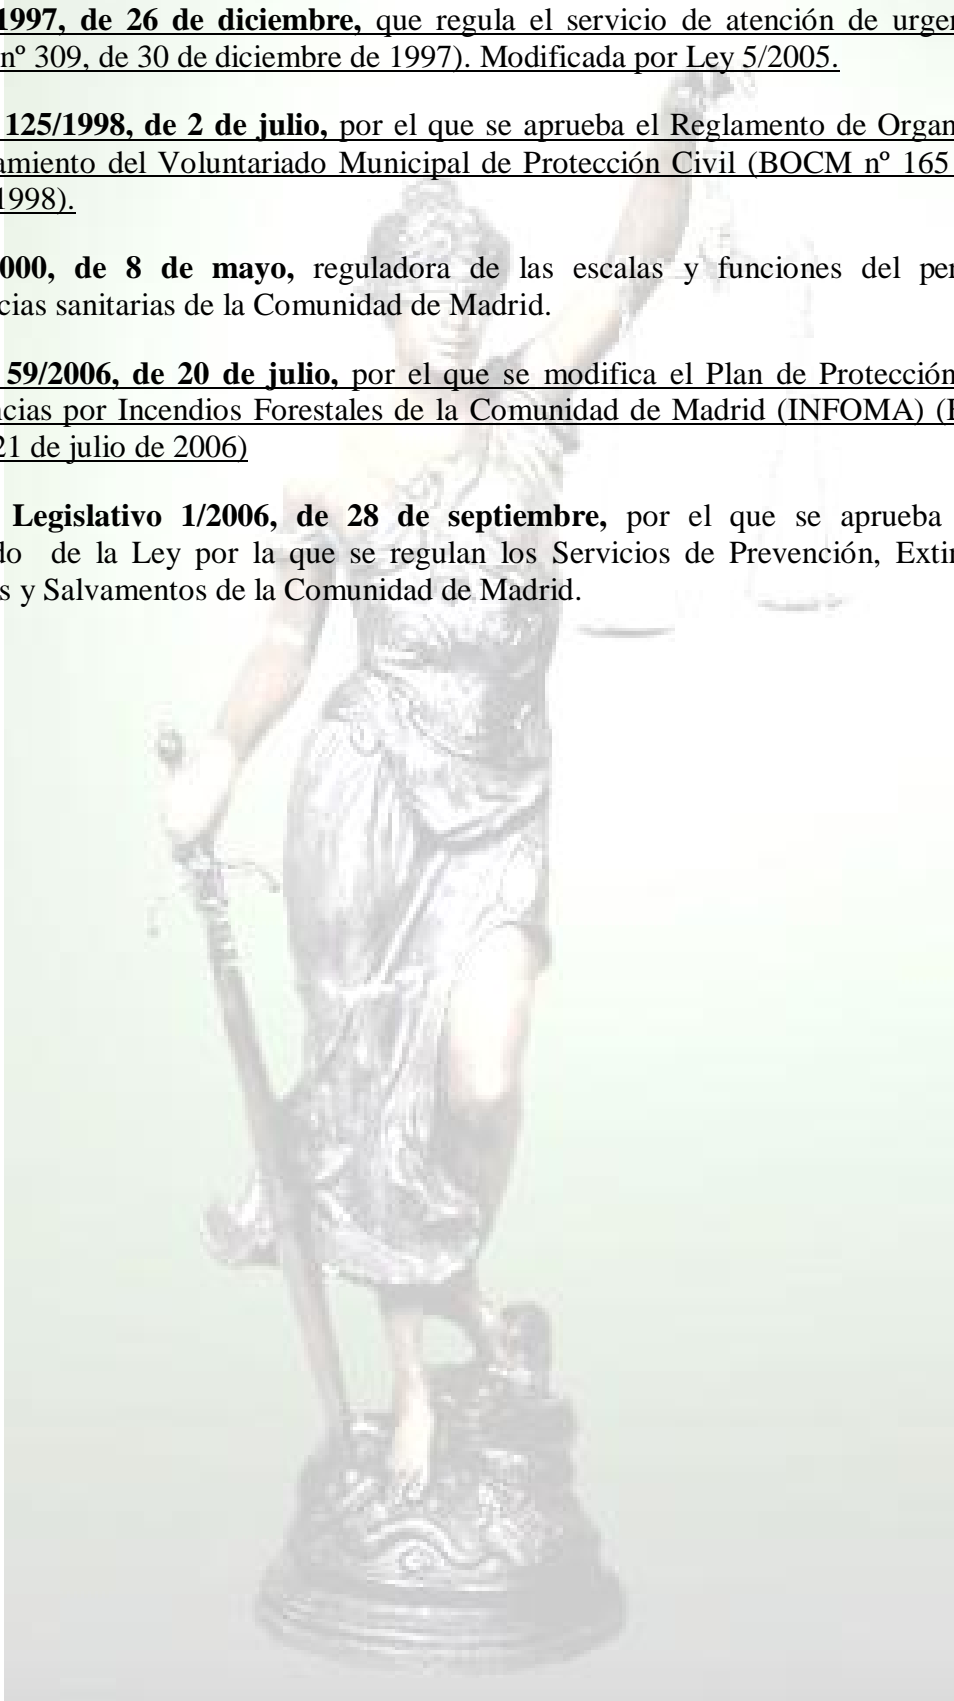 1997, de 26 de diciembre, que regula el servicio de atención de urgen
nº 309, de 30 de diciembre de 1997). Modificada por Ley 5/2005.
125/1998, de 2 de julio, por el que se aprueba el Reglamento de Organ
amiento del Voluntariado Municipal de Protección Civil (BOCM nº 165
1998).
000, de 8 de mayo, reguladora de las escalas y funciones del per
cias sanitarias de la Comunidad de Madrid.
59/2006, de 20 de julio, por el que se modifica el Plan de Protección
cias por Incendios Forestales de la Comunidad de Madrid (INFOMA) (B
21 de julio de 2006)
Legislativo 1/2006, de 28 de septiembre, por el que se aprueba
do de la Ley por la que se regulan los Servicios de Prevención, Extin
s y Salvamentos de la Comunidad de Madrid.